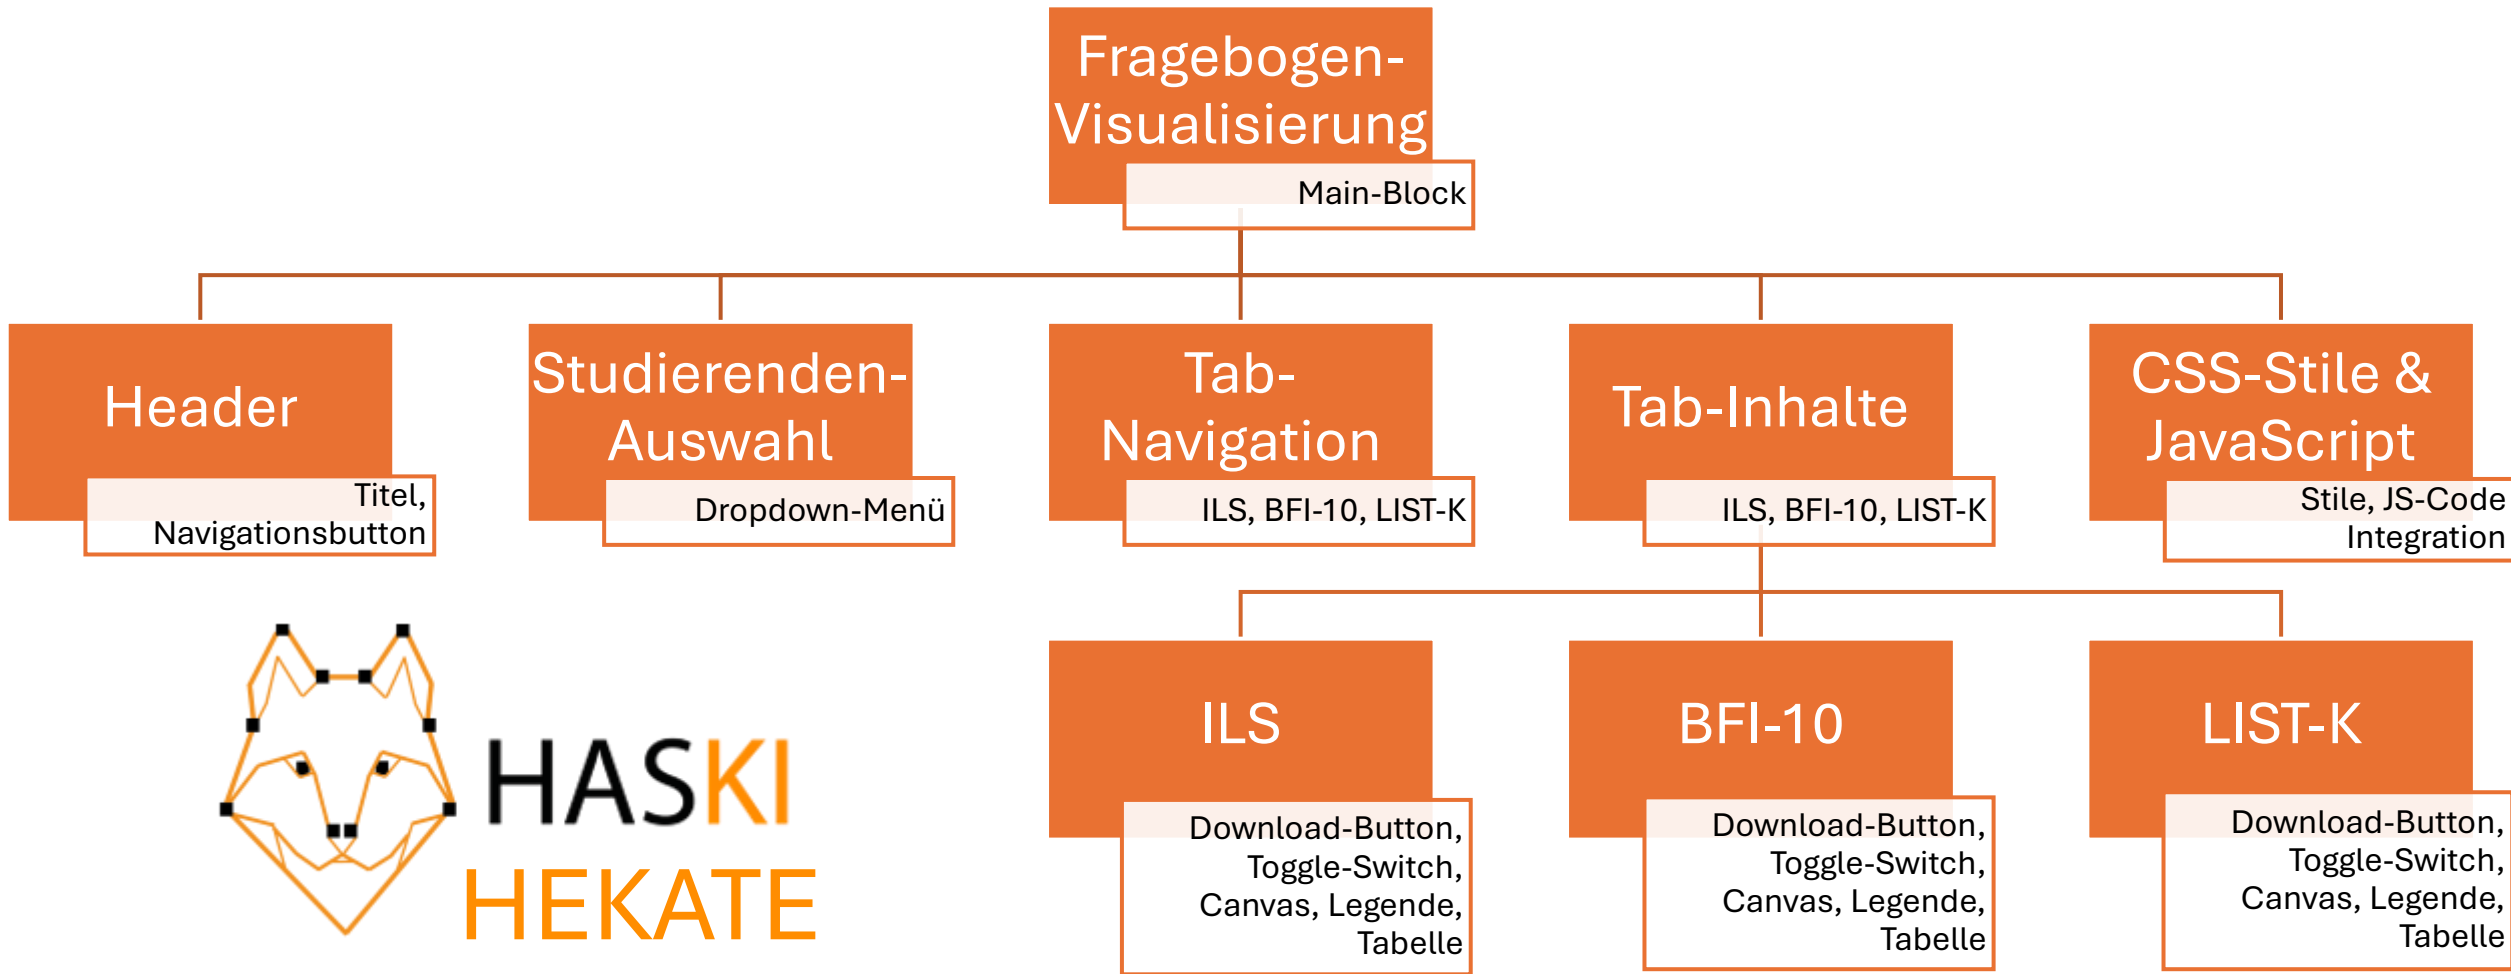 Fragebogen-
Visualisierung
Main-Block
Header
Titel,
Navigationsbutton
Studierenden-
Auswahl
Dropdown-Menü
Tab-
Navigation
ILS, BFI-10, LIST-K
Tab-Inhalte
ILS, BFI-10, LIST-K
CSS-Stile &
JavaScript
Stile, JS-Code
Integration
ILS
Download-Button,
Toggle-Switch,
Canvas, Legende,
Tabelle
BFI-10
Download-Button,
Toggle-Switch,
Canvas, Legende,
Tabelle
LIST-K
Download-Button,
Toggle-Switch,
Canvas, Legende,
Tabelle
HASKI
HEKATE